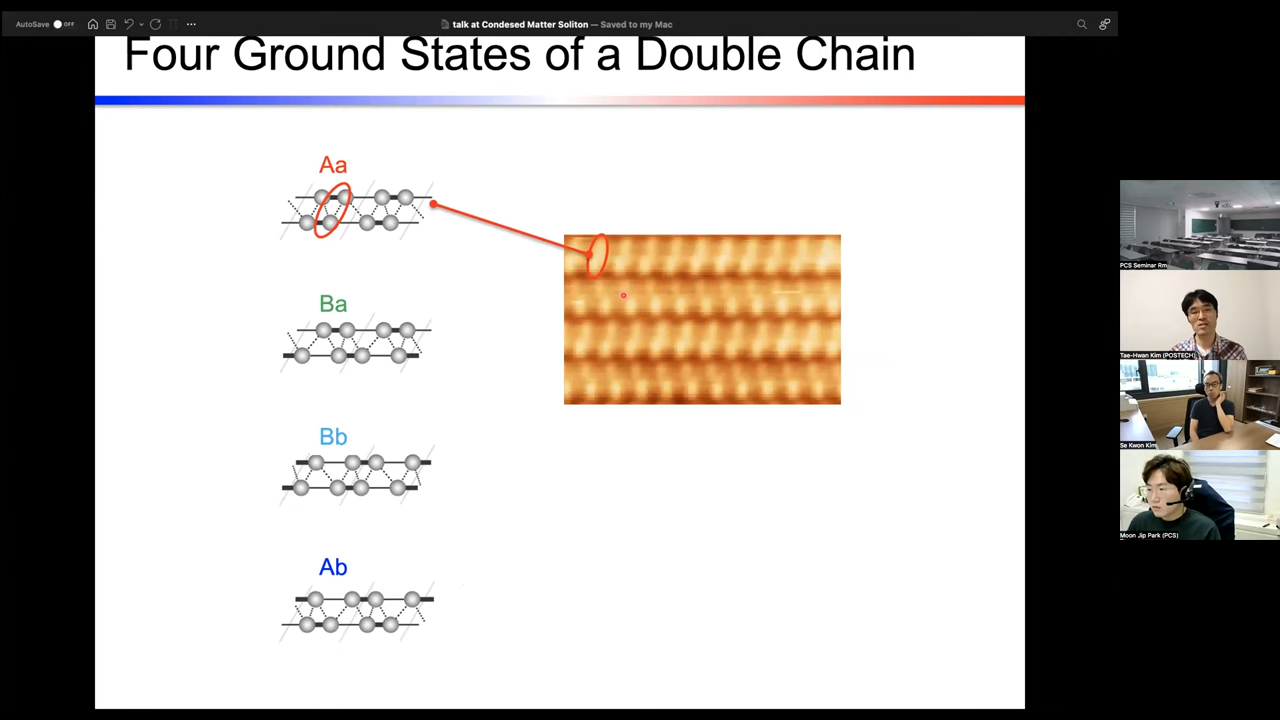 AutoSave OFF
talk at Condesed Matter Soliton — Saved to my Mac
Four Ground States of a Double Chain
Aa
Ba
Bb
Ab
PCS Seminar Rm
Tae-Hwan Kim (POSTECH)
Se Kwon Kim
Moon Jip Park (PCS)